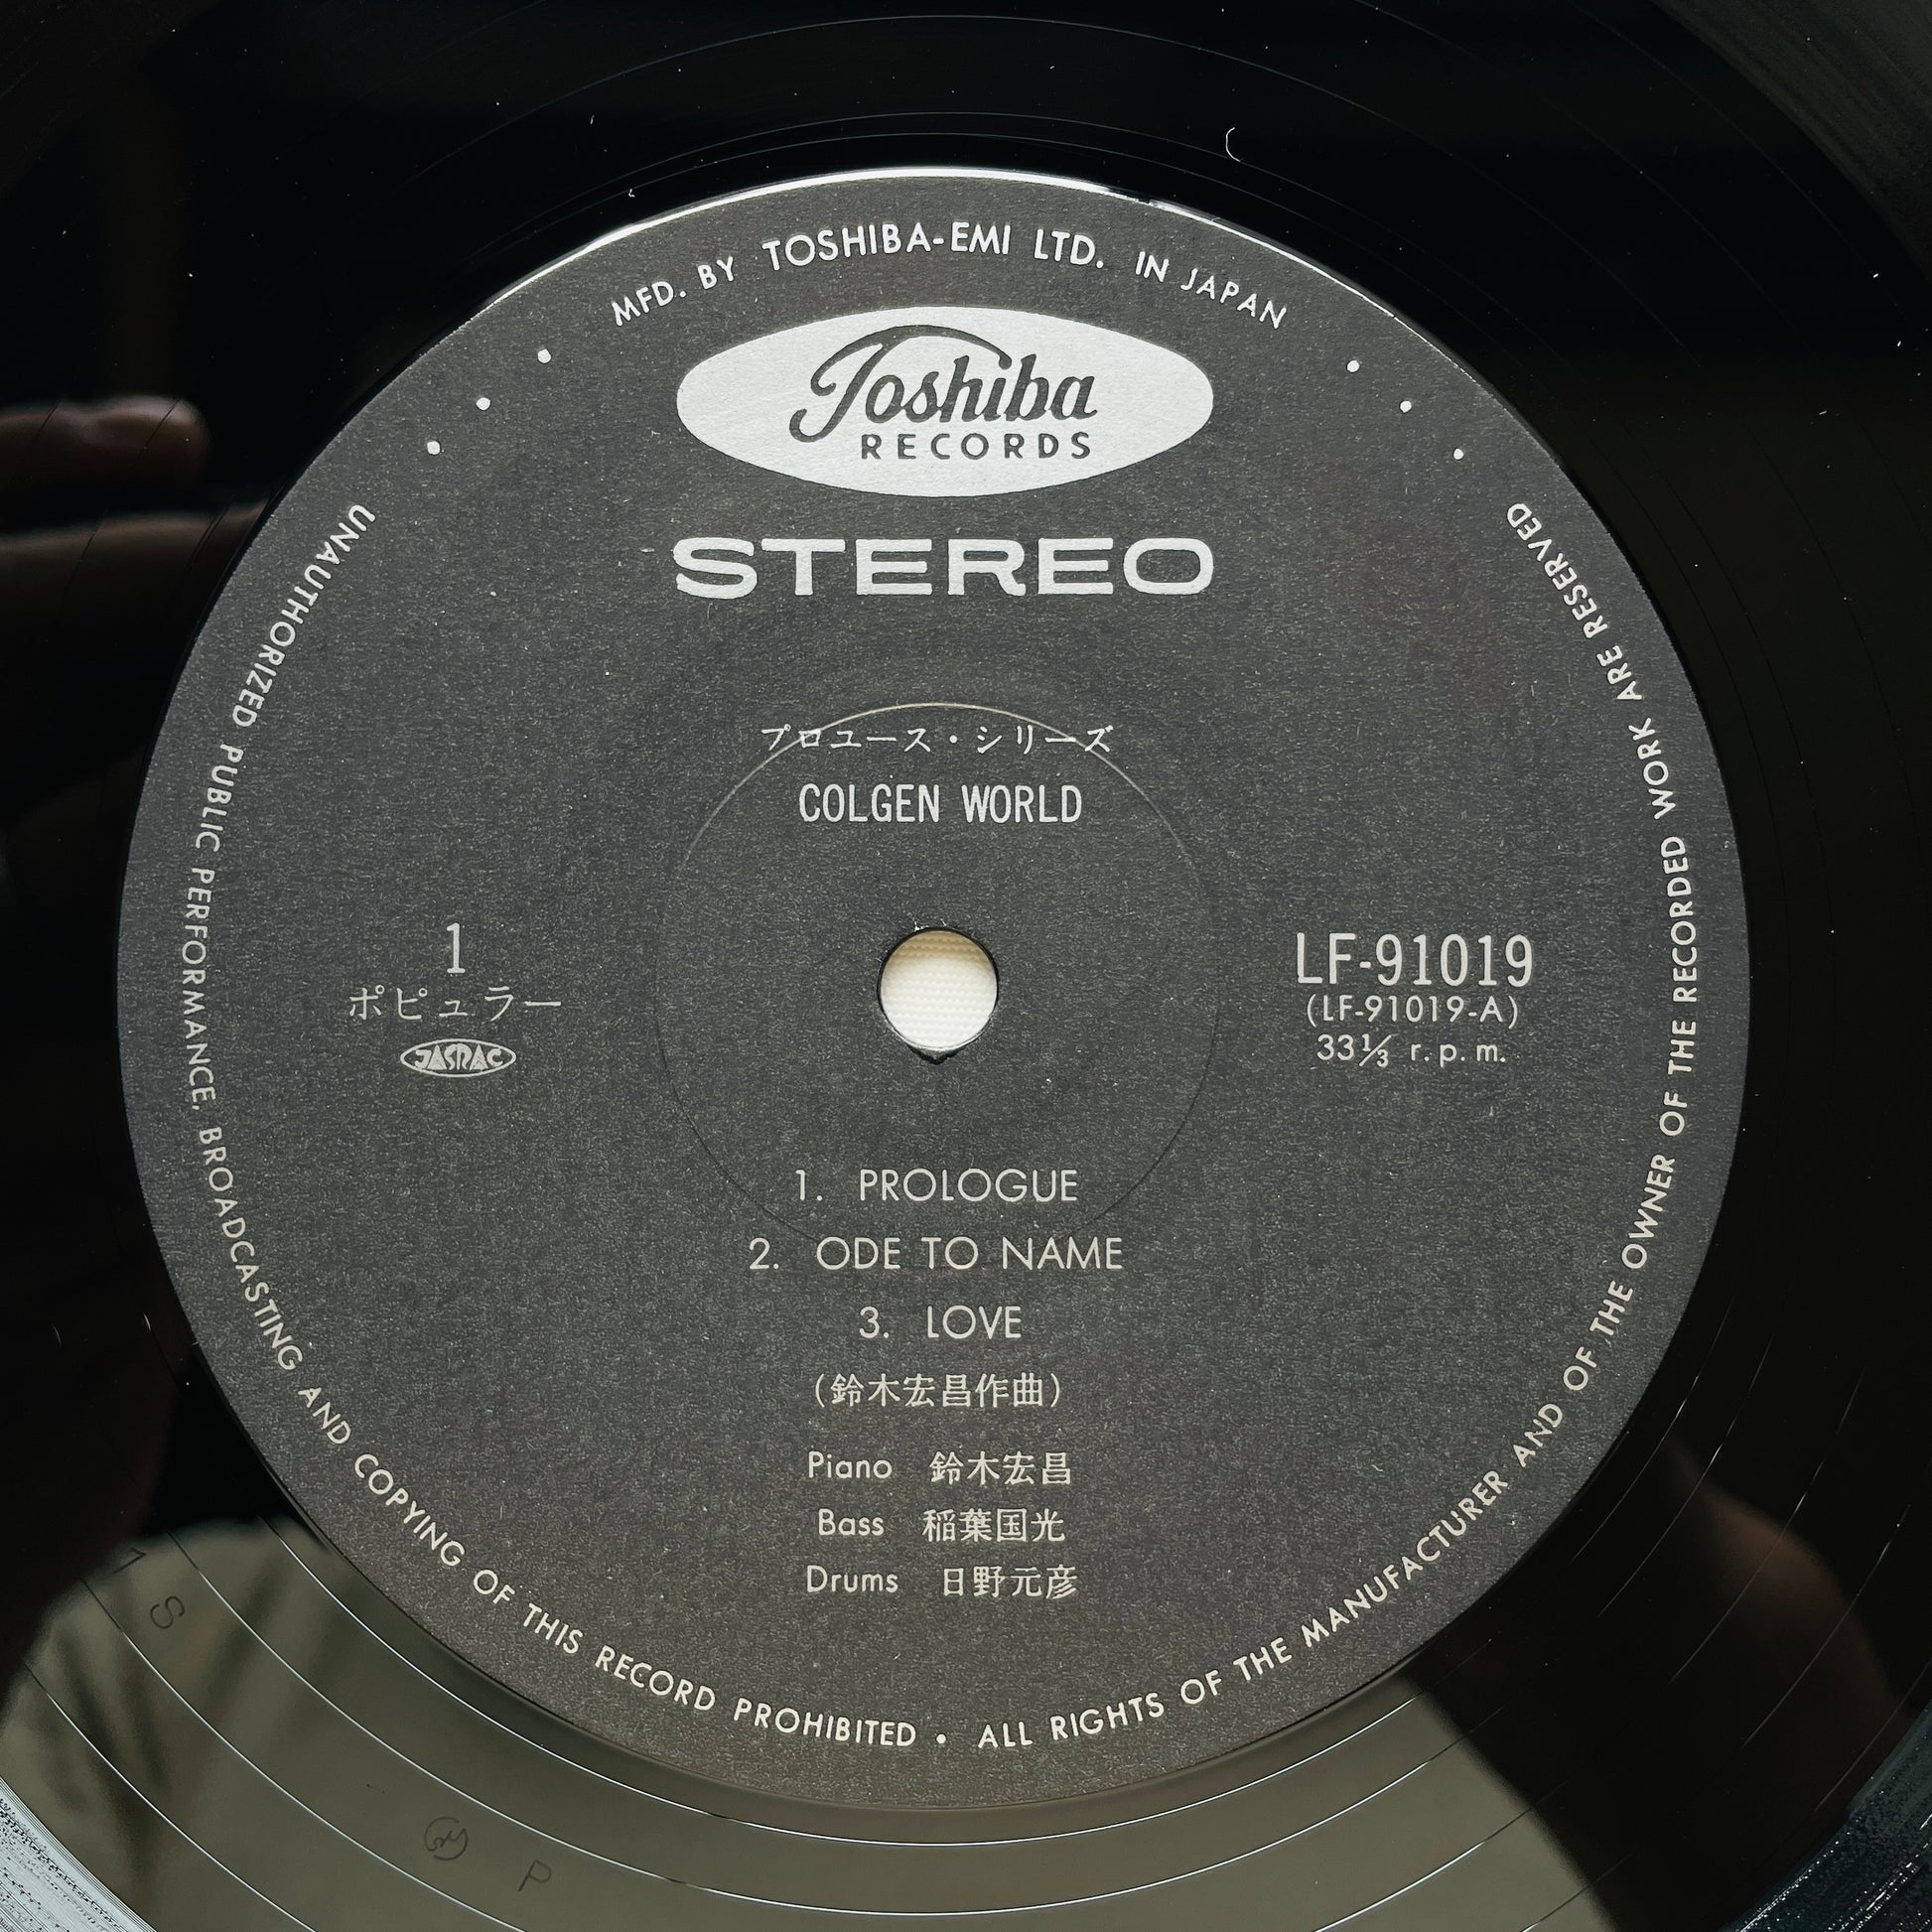 MFD. BY TOSHIBA-EMI LTD. IN JAPAN
Toshiba
RECORDS
STEREO
プロユース・シリーズ
COLGEN WORLD
1
ポピュラー
JASRAC
LF-91019
(LF-91019-A)
33⅓ r.p.m.
1. PROLOGUE
2. ODE TO NAME
3. LOVE
(鈴木宏昌作曲)
Piano 鈴木宏昌
Bass 稲葉国光
Drums 日野元彦
UNAUTHORIZED PUBLIC PERFORMANCE, BROADCASTING AND COPYING OF THIS RECORD PROHIBITED • ALL RIGHTS OF THE MANUFACTURER AND OF THE OWNER OF THE RECORDED WORK ARE RESERVED
1 S
P